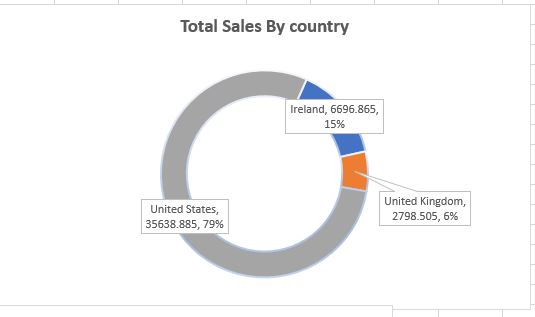 Total Sales By country
Ireland, 6696.865,
15%
United Kingdom,
2798.505, 6%
United States,
35638.885, 79%